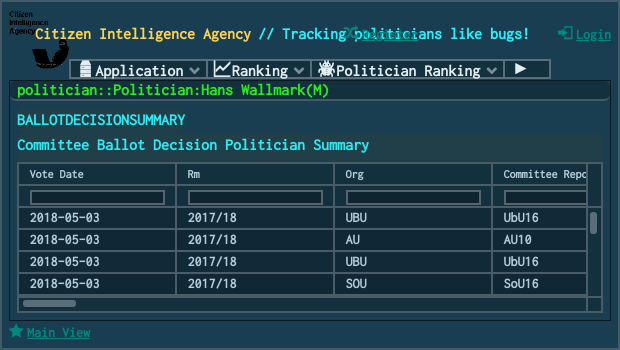 Citizen
Intelligence
Agency
Citizen Intelligence Agency // Tracking politicians like bugs!
Register
Login
Application
Ranking
Politician Ranking
politician::Politician:Hans Wallmark(M)
BALLOTDECISIONSUMMARY
Committee Ballot Decision Politician Summary
Vote Date Rm Org Committee Repo
2018-05-03 2017/18 UBU UbU16
2018-05-03 2017/18 AU AU10
2018-05-03 2017/18 UBU UbU16
2018-05-03 2017/18 SOU SoU16
Main View